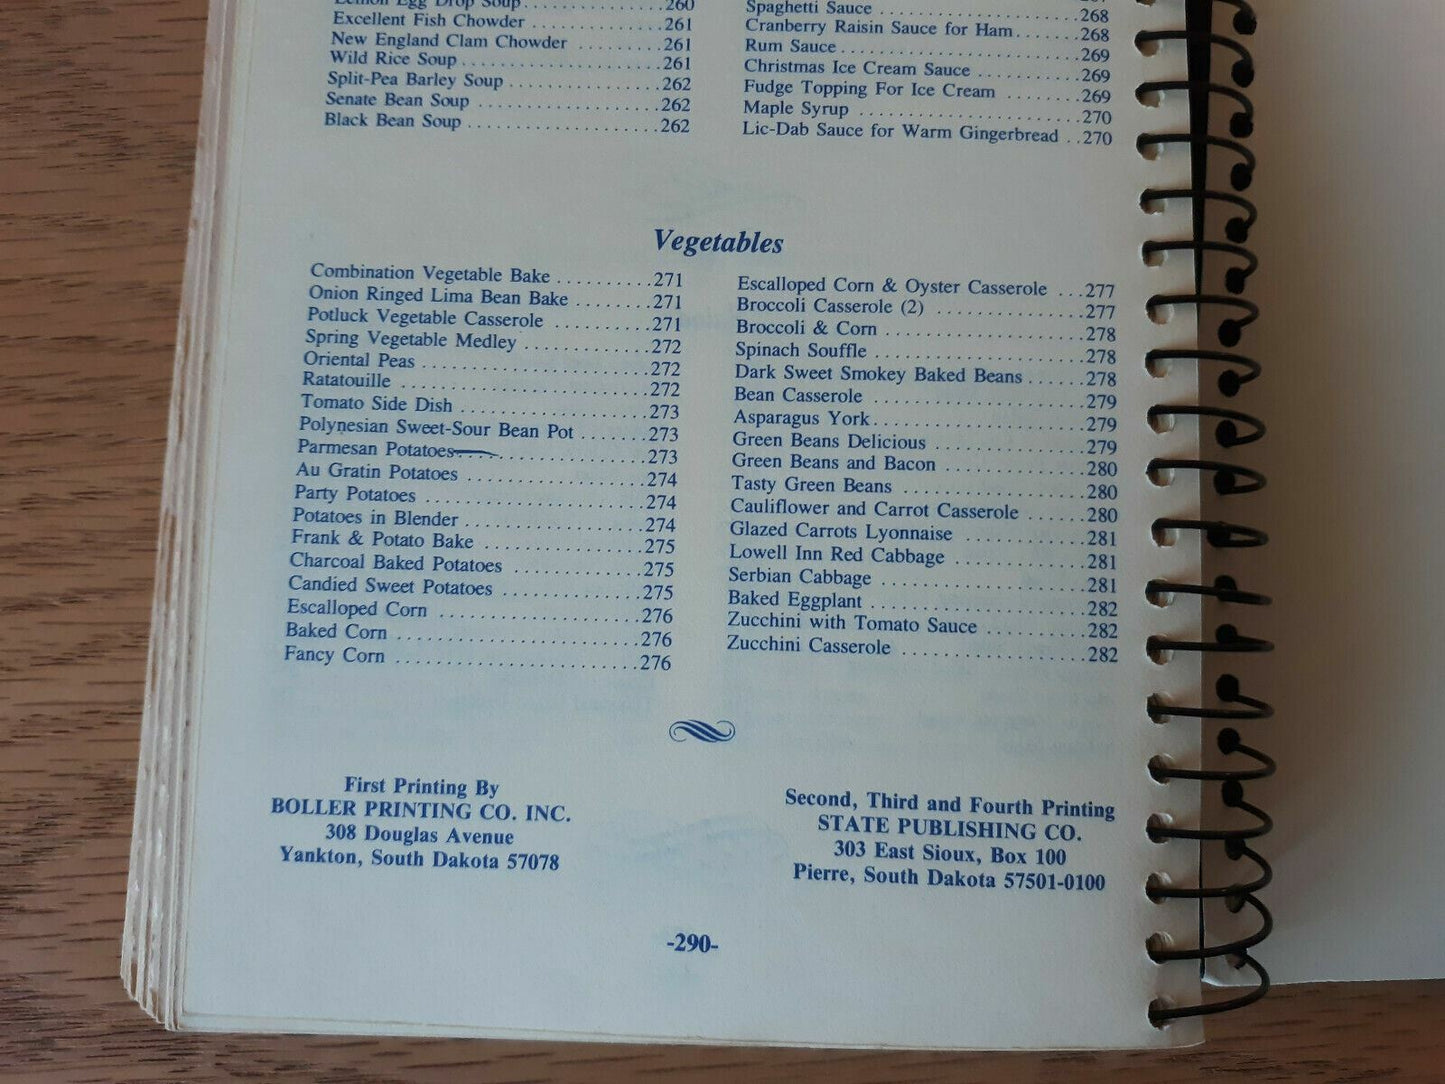 Lemon Egg Drop Soup . . . . . . . . . . . . . . . . . 260
Excellent Fish Chowder . . . . . . . . . . . . . . . . . 261
New England Clam Chowder . . . . . . . . . 261
Wild Rice Soup . . . . . . . . . . . . . . . . . . . . . 261
Split-Pea Barley Soup . . . . . . . . . . . . . . . 262
Senate Bean Soup . . . . . . . . . . . . . . . . . . 262
Black Bean Soup . . . . . . . . . . . . . . . . . . . 262
Spaghetti Sauce . . . . . . . . . . . . . . . . . . . . 268
Cranberry Raisin Sauce for Ham . . . . . . . 268
Rum Sauce . . . . . . . . . . . . . . . . . . . . . . . 269
Christmas Ice Cream Sauce . . . . . . . . . . 269
Fudge Topping For Ice Cream . . . . . . . . 269
Maple Syrup . . . . . . . . . . . . . . . . . . . . . . 270
Lic-Dab Sauce for Warm Gingerbread . . 270
Vegetables
Combination Vegetable Bake . . . . . . . . . . 271
Onion Ringed Lima Bean Bake . . . . . . . . 271
Potluck Vegetable Casserole . . . . . . . . . . 271
Spring Vegetable Medley . . . . . . . . . . . . . 272
Oriental Peas . . . . . . . . . . . . . . . . . . . . . . . 272
Ratatouille . . . . . . . . . . . . . . . . . . . . . . . . . 272
Tomato Side Dish . . . . . . . . . . . . . . . . . . . 273
Polynesian Sweet-Sour Bean Pot . . . . . . . 273
Parmesan Potatoes . . . . . . . . . . . . . . . 273
Au Gratin Potatoes . . . . . . . . . . . . . . . . . . 274
Party Potatoes . . . . . . . . . . . . . . . . . . . . . . 274
Potatoes in Blender . . . . . . . . . . . . . . . . . . 274
Frank & Potato Bake . . . . . . . . . . . . . . . . 275
Charcoal Baked Potatoes . . . . . . . . . . . . . 275
Candied Sweet Potatoes . . . . . . . . . . . . . . 275
Escalloped Corn . . . . . . . . . . . . . . . . . . . . 276
Baked Corn . . . . . . . . . . . . . . . . . . . . . . . . 276
Fancy Corn . . . . . . . . . . . . . . . . . . . . . . . . 276
Escalloped Corn & Oyster Casserole . . . 277
Broccoli Casserole (2) . . . . . . . . . . . . . . . 277
Broccoli & Corn . . . . . . . . . . . . . . . . . . . . 278
Spinach Souffle . . . . . . . . . . . . . . . . . . . . . 278
Dark Sweet Smokey Baked Beans . . . . . . 278
Bean Casserole . . . . . . . . . . . . . . . . . . . . . 279
Asparagus York . . . . . . . . . . . . . . . . . . . . . 279
Green Beans Delicious . . . . . . . . . . . . . . . 279
Green Beans and Bacon . . . . . . . . . . . . . . 280
Tasty Green Beans . . . . . . . . . . . . . . . . . . 280
Cauliflower and Carrot Casserole . . . . . . 280
Glazed Carrots Lyonnaise . . . . . . . . . . . . 281
Lowell Inn Red Cabbage . . . . . . . . . . . . . 281
Serbian Cabbage . . . . . . . . . . . . . . . . . . . . 281
Baked Eggplant . . . . . . . . . . . . . . . . . . . . . 282
Zucchini with Tomato Sauce . . . . . . . . . . 282
Zucchini Casserole . . . . . . . . . . . . . . . . . . 282
First Printing By
BOLLER PRINTING CO. INC.
308 Douglas Avenue
Yankton, South Dakota 57078
Second, Third and Fourth Printing
STATE PUBLISHING CO.
303 East Sioux, Box 100
Pierre, South Dakota 57501-0100
-290-